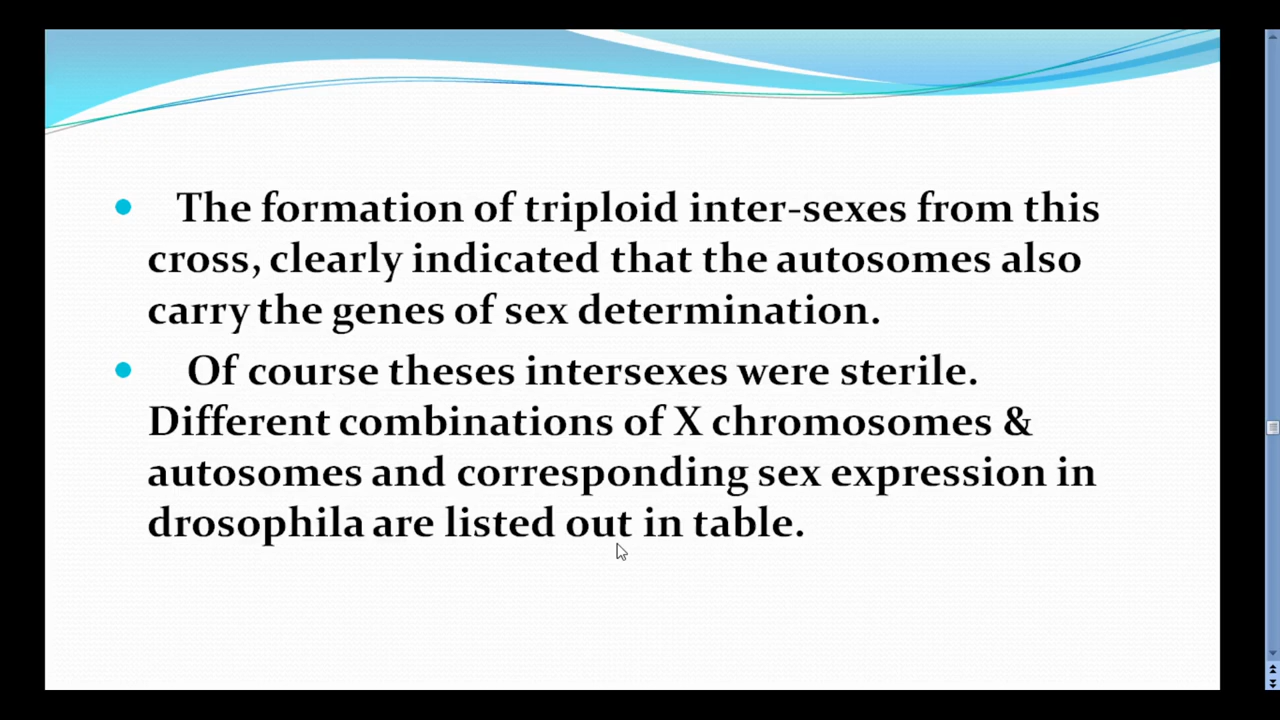 • The formation of triploid inter-sexes from this
cross, clearly indicated that the autosomes also
carry the genes of sex determination.
• Of course theses intersexes were sterile.
Different combinations of X chromosomes &
autosomes and corresponding sex expression in
drosophila are listed out in table.